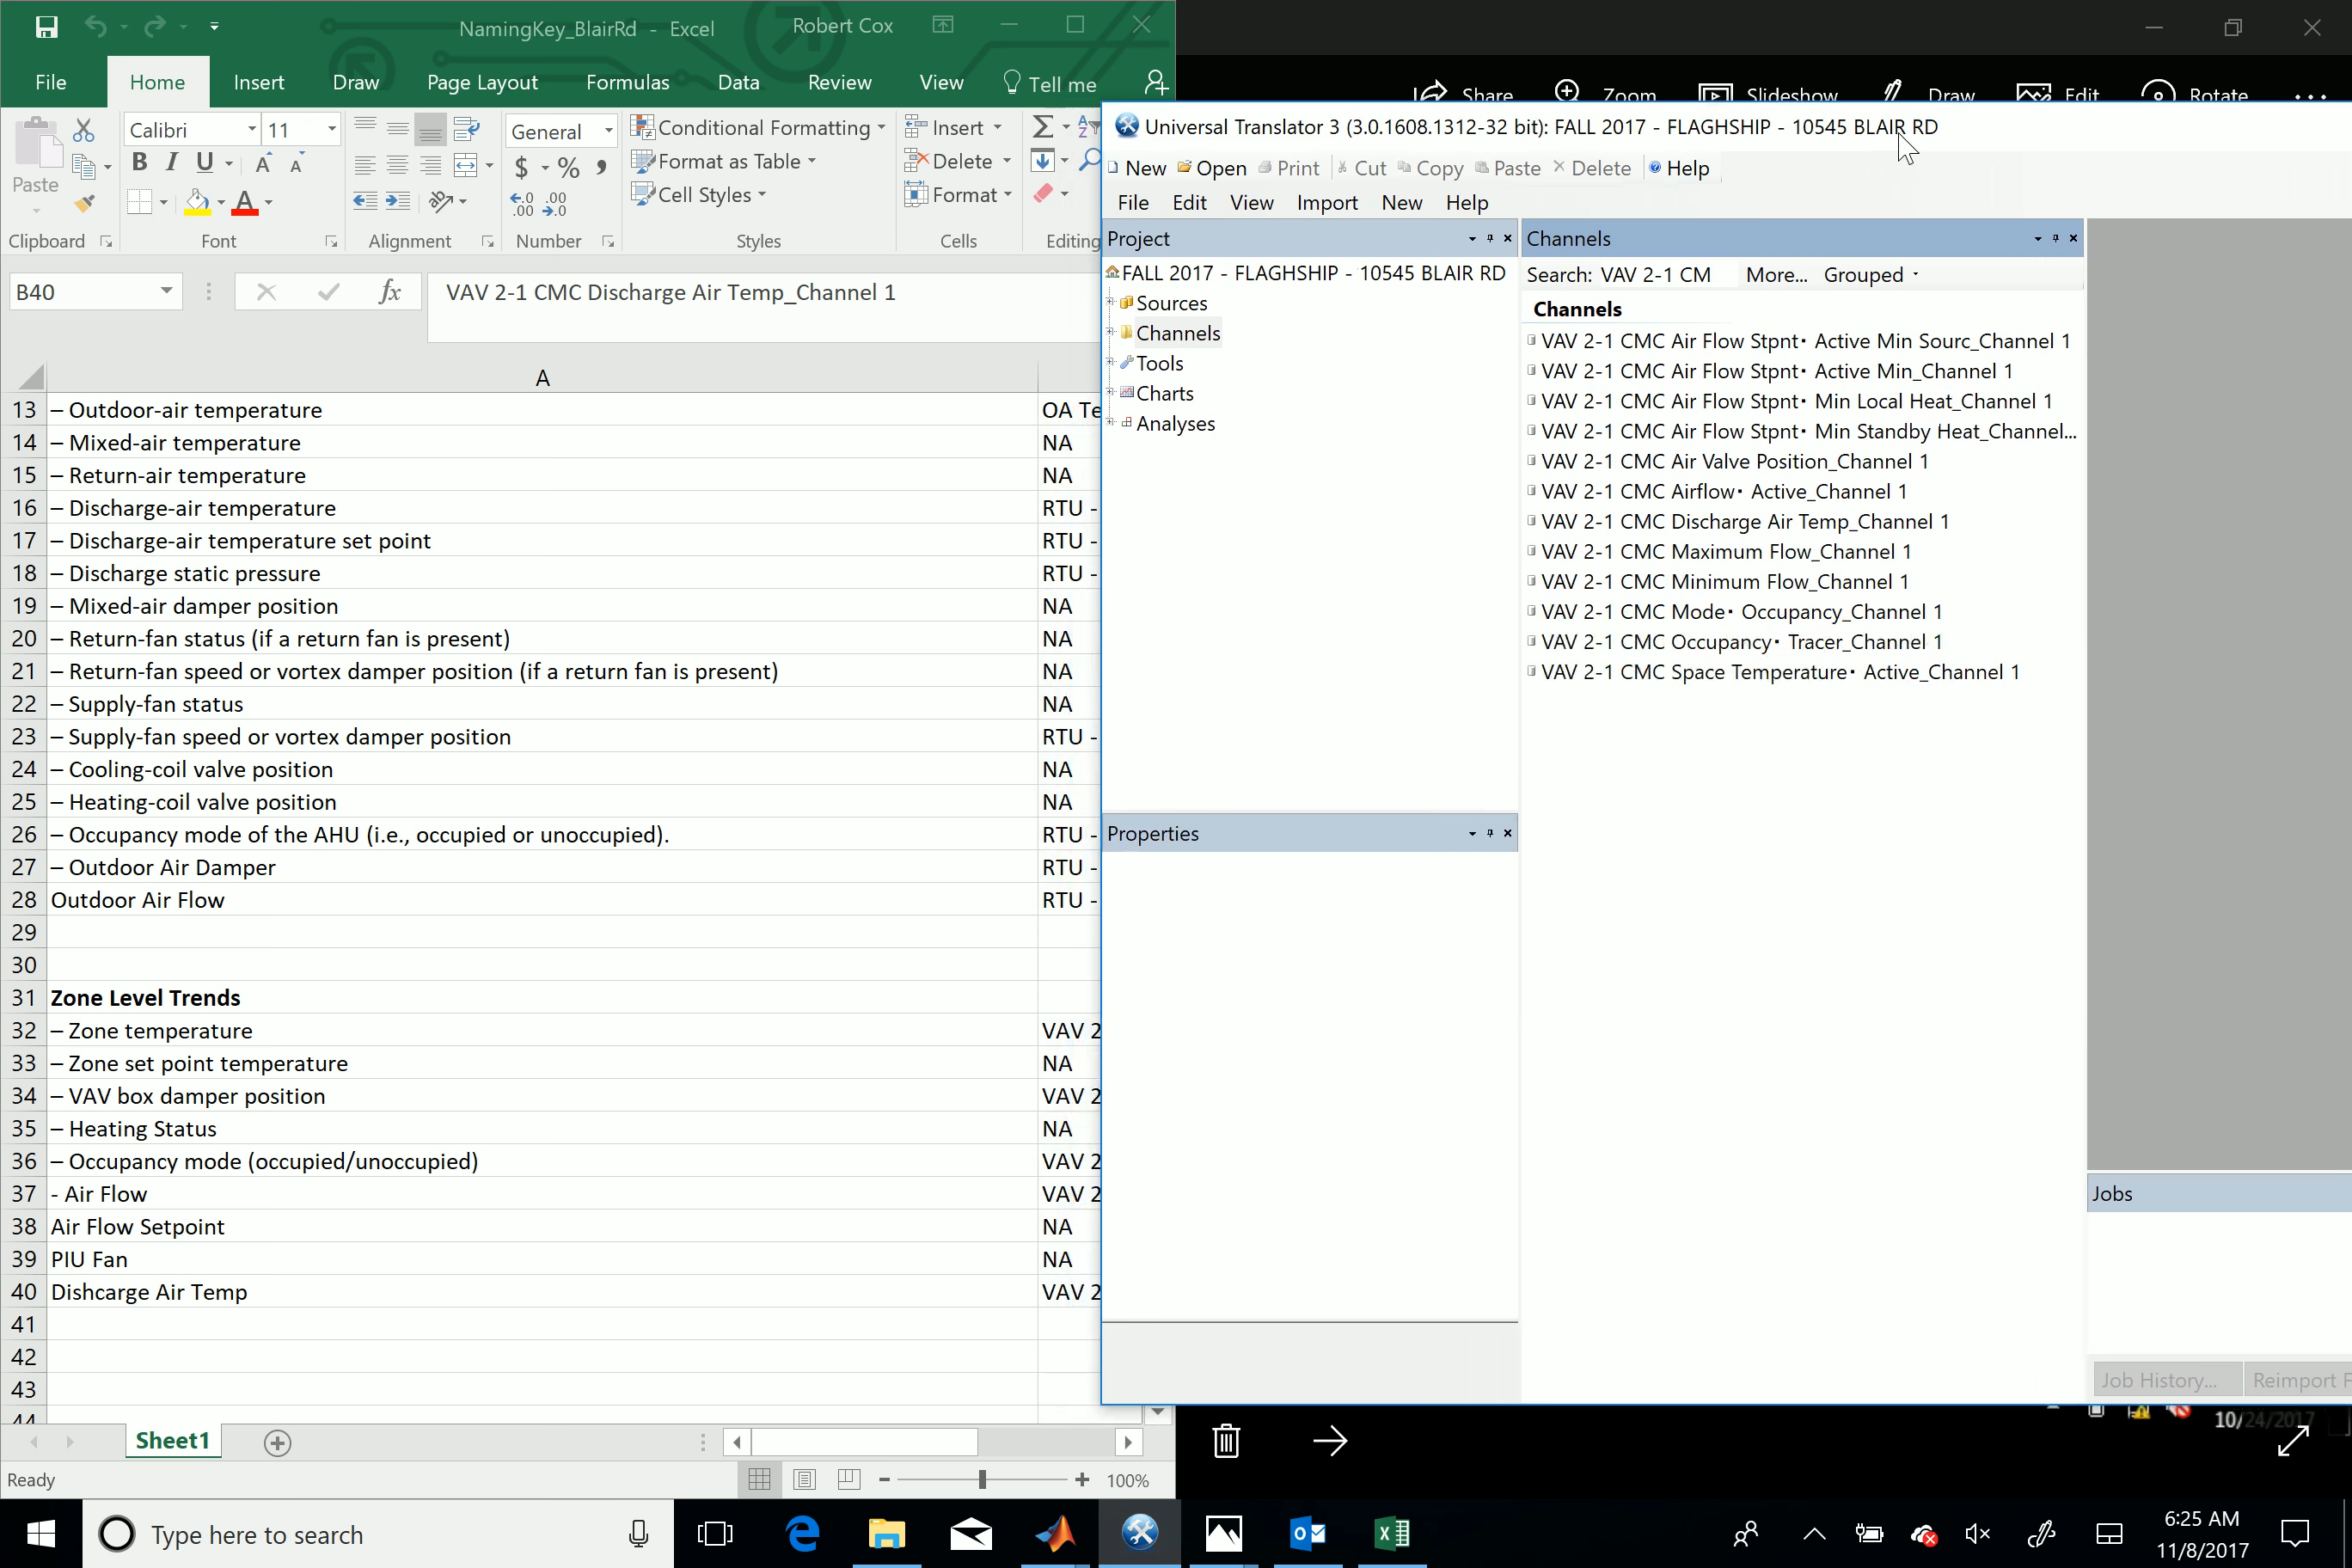 NamingKey_BlairRd - Excel
Robert Cox
File Home Insert Draw Page Layout Formulas Data Review View Tell me
Share Zoom Slideshow Draw Edit Rotate
Paste
Calibri 11
B I U A A
A
General
$ % ,
Conditional Formatting
Format as Table
Cell Styles
Insert
Delete
Format
Clipboard Font Alignment Number Styles Cells Editing
B40 fx VAV 2-1 CMC Discharge Air Temp_Channel 1
A
13 – Outdoor-air temperature OA Te
14 – Mixed-air temperature NA
15 – Return-air temperature NA
16 – Discharge-air temperature RTU -
17 – Discharge-air temperature set point RTU -
18 – Discharge static pressure RTU -
19 – Mixed-air damper position NA
20 – Return-fan status (if a return fan is present) NA
21 – Return-fan speed or vortex damper position (if a return fan is present) NA
22 – Supply-fan status NA
23 – Supply-fan speed or vortex damper position RTU -
24 – Cooling-coil valve position NA
25 – Heating-coil valve position NA
26 – Occupancy mode of the AHU (i.e., occupied or unoccupied). RTU -
27 – Outdoor Air Damper RTU -
28 Outdoor Air Flow RTU -
29
30
31 Zone Level Trends
32 – Zone temperature VAV 2
33 – Zone set point temperature NA
34 – VAV box damper position VAV 2
35 – Heating Status NA
36 – Occupancy mode (occupied/unoccupied) VAV 2
37 - Air Flow VAV 2
38 Air Flow Setpoint NA
39 PIU Fan NA
40 Dishcarge Air Temp VAV 2
41
42
43
44
Sheet1
Ready
100%
Universal Translator 3 (3.0.1608.1312-32 bit): FALL 2017 - FLAGHSHIP - 10545 BLAIR RD
New Open Print Cut Copy Paste Delete Help
File Edit View Import New Help
Project
FALL 2017 - FLAGHSHIP - 10545 BLAIR RD
Sources
Channels
Tools
Charts
Analyses
Properties
Channels
Search: VAV 2-1 CM More... Grouped
Channels
VAV 2-1 CMC Air Flow Stpnt· Active Min Sourc_Channel 1
VAV 2-1 CMC Air Flow Stpnt· Active Min_Channel 1
VAV 2-1 CMC Air Flow Stpnt· Min Local Heat_Channel 1
VAV 2-1 CMC Air Flow Stpnt· Min Standby Heat_Channel...
VAV 2-1 CMC Air Valve Position_Channel 1
VAV 2-1 CMC Airflow· Active_Channel 1
VAV 2-1 CMC Discharge Air Temp_Channel 1
VAV 2-1 CMC Maximum Flow_Channel 1
VAV 2-1 CMC Minimum Flow_Channel 1
VAV 2-1 CMC Mode· Occupancy_Channel 1
VAV 2-1 CMC Occupancy· Tracer_Channel 1
VAV 2-1 CMC Space Temperature· Active_Channel 1
Jobs
Job History... Reimport F
10/24/2017
Type here to search
6:25 AM
11/8/2017